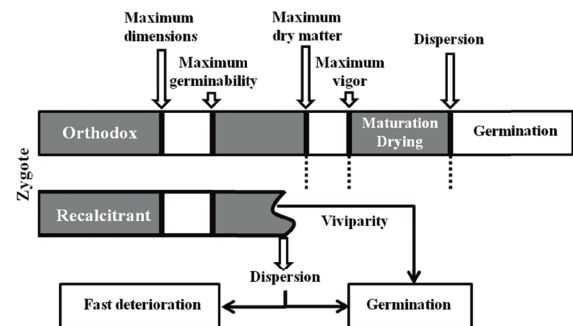 Maximum
dimensions
Maximum
germinability
Maximum
dry matter
Maximum
vigor
Dispersion
Orthodox
Maturation
Drying
Germination
Zygote
Recalcitrant
Viviparity
Dispersion
Fast deterioration
Germination